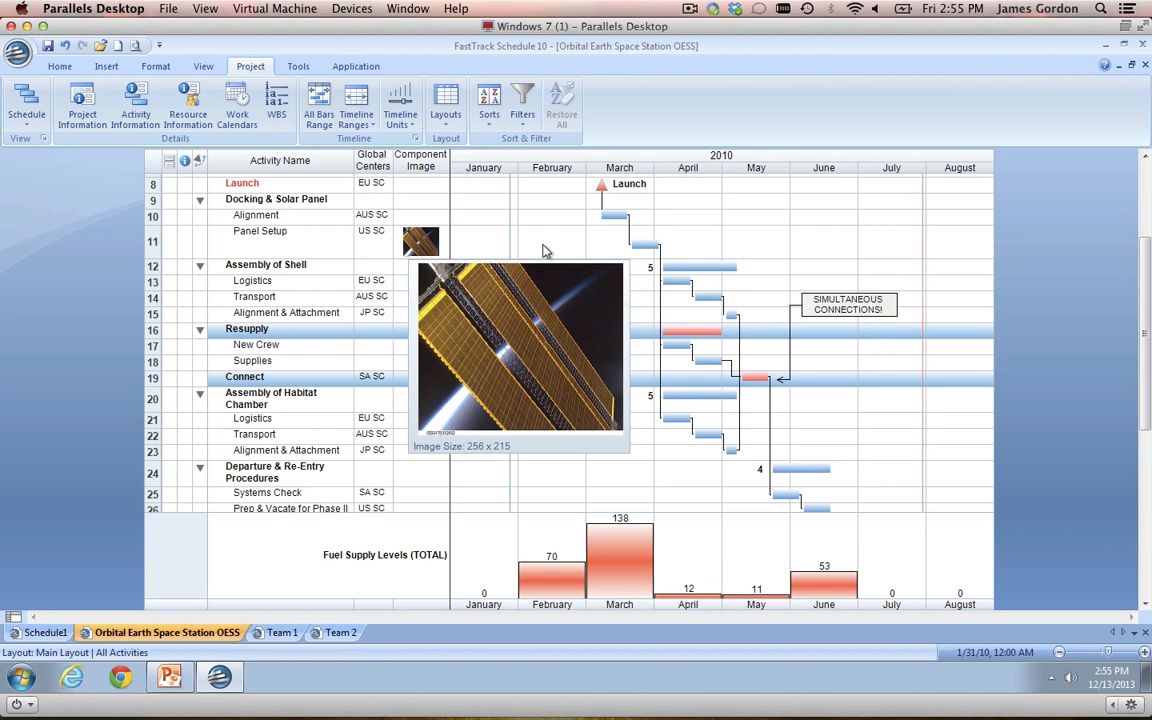 Parallels Desktop File View Virtual Machine Devices Window Help Fri 2:55 PM James Gordon
Windows 7 (1) - Parallels Desktop
FastTrack Schedule 10 - [Orbital Earth Space Station OESS]
Home Insert Format View Project Tools Application
Schedule Project Information Activity Information Resource Information Work Calendars WBS All Bars Range Timeline Ranges Timeline Units Layouts Sorts Filters Restore All
View Details Timeline Layout Sort & Filter
Activity Name Global Centers Component Image 2010
January February March April May June July August
8 Launch EU SC Launch
9 Docking & Solar Panel
10 Alignment AUS SC
11 Panel Setup US SC
12 Assembly of Shell 5
13 Logistics EU SC
14 Transport AUS SC
SIMULTANEOUS
CONNECTIONS!
15 Alignment & Attachment JP SC
16 Resupply
17 New Crew
18 Supplies
19 Connect SA SC
20 Assembly of Habitat Chamber 5
21 Logistics EU SC
22 Transport AUS SC
23 Alignment & Attachment JP SC
Image Size: 256 x 215
24 Departure & Re-Entry Procedures 4
25 Systems Check SA SC
26 Prep & Vacate for Phase II US SC
Fuel Supply Levels (TOTAL)
0 70 138 12 11 53 0 0
January February March April May June July August
Schedule1 Orbital Earth Space Station OESS Team 1 Team 2
Layout: Main Layout | All Activities 1/31/10, 12:00 AM
2:55 PM
12/13/2013